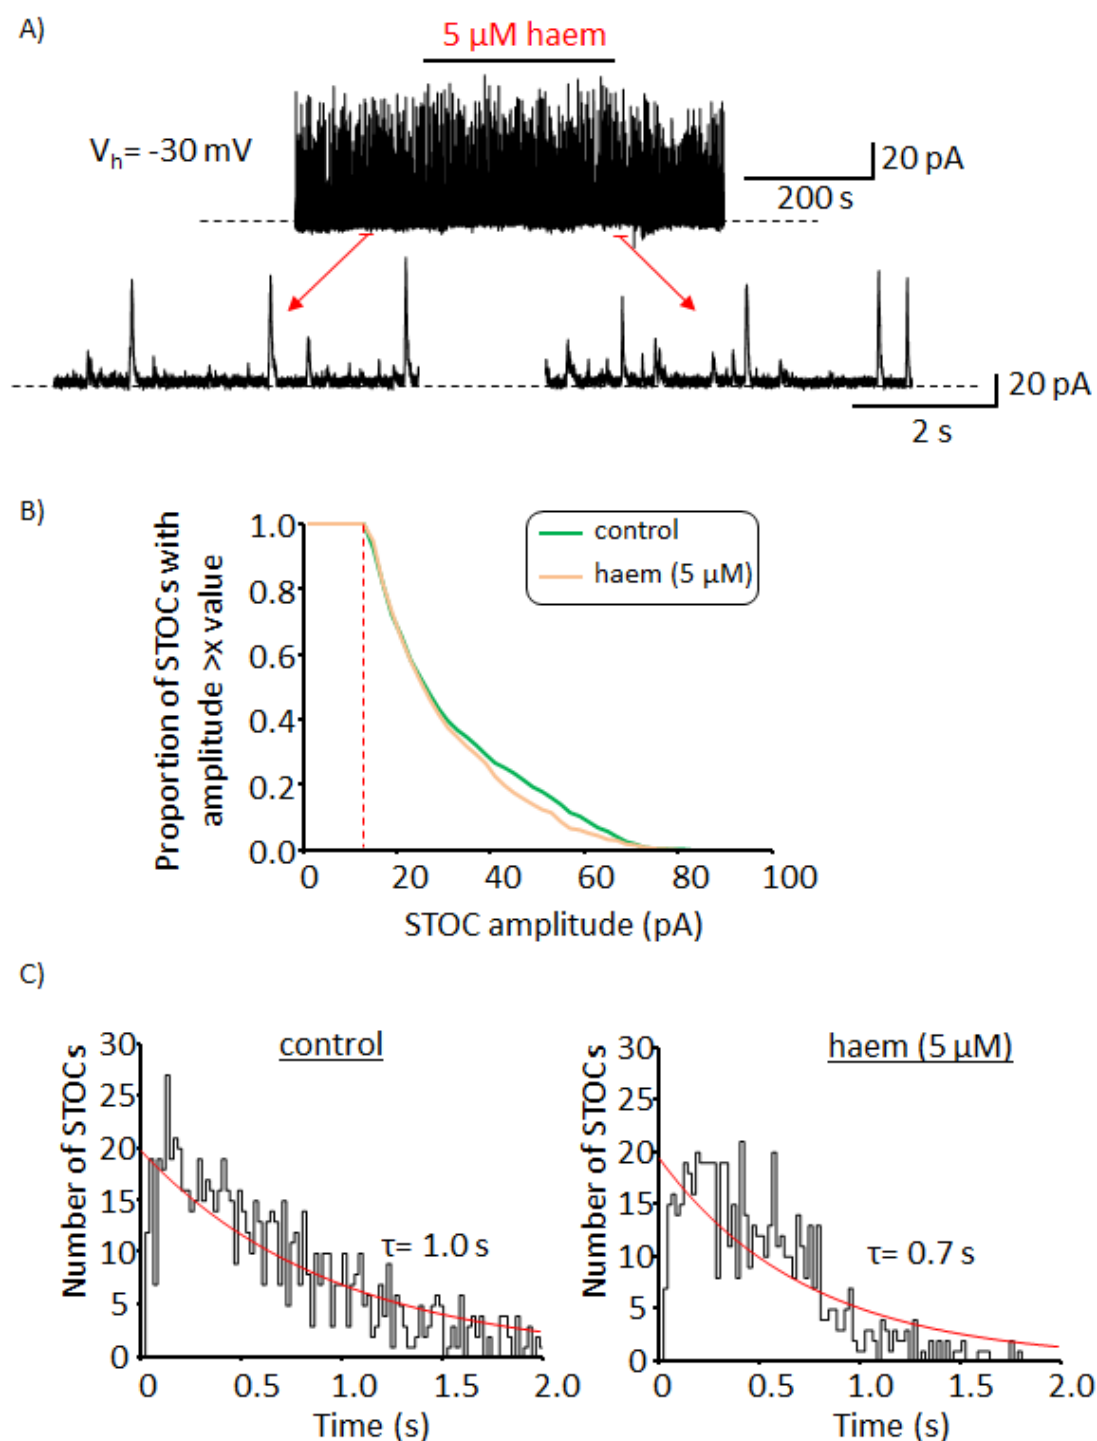 A)
5 μM haem
Vh= -30 mV
20 pA
200 s
20 pA
2 s
B)
Proportion of STOCs with
amplitude >x value
1.0
0.8
0.6
0.4
0.2
0.0
control
haem (5 μM)
0 20 40 60 80 100
STOC amplitude (pA)
C)
Number of STOCs
30
25
20
15
10
5
0
control
τ= 1.0 s
0 0.5 1.0 1.5 2.0
Time (s)
Number of STOCs
30
25
20
15
10
5
0
haem (5 μM)
τ= 0.7 s
0 0.5 1.0 1.5 2.0
Time (s)